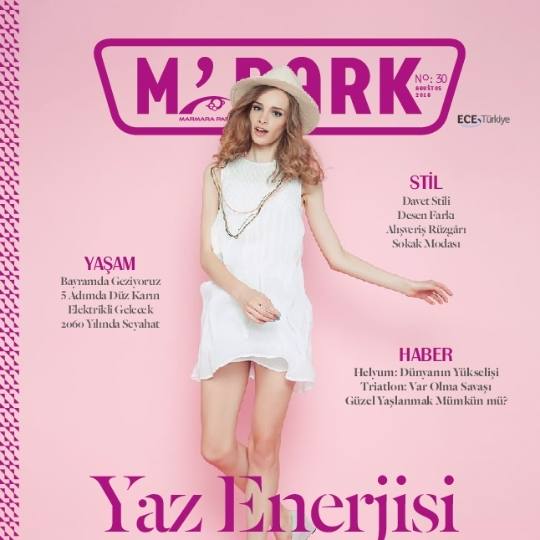 M' PARK
No: 30
AĞUSTOS
2016
MARMARA PAR
ECE Türkiye
STİL
Davet Stili
Desen Farkı
Alışveriş Rüzgârı
Sokak Modası
YAŞAM
Bayramda Geziyoruz
5 Adımda Düz Karın
Elektrikli Gelecek
2060 Yılında Seyahat
HABER
Helyum: Dünyanın Yükselişi
Triatlon: Var Olma Savaşı
Güzel Yaşlanmak Mümkün mü?
Yaz Enerjisi